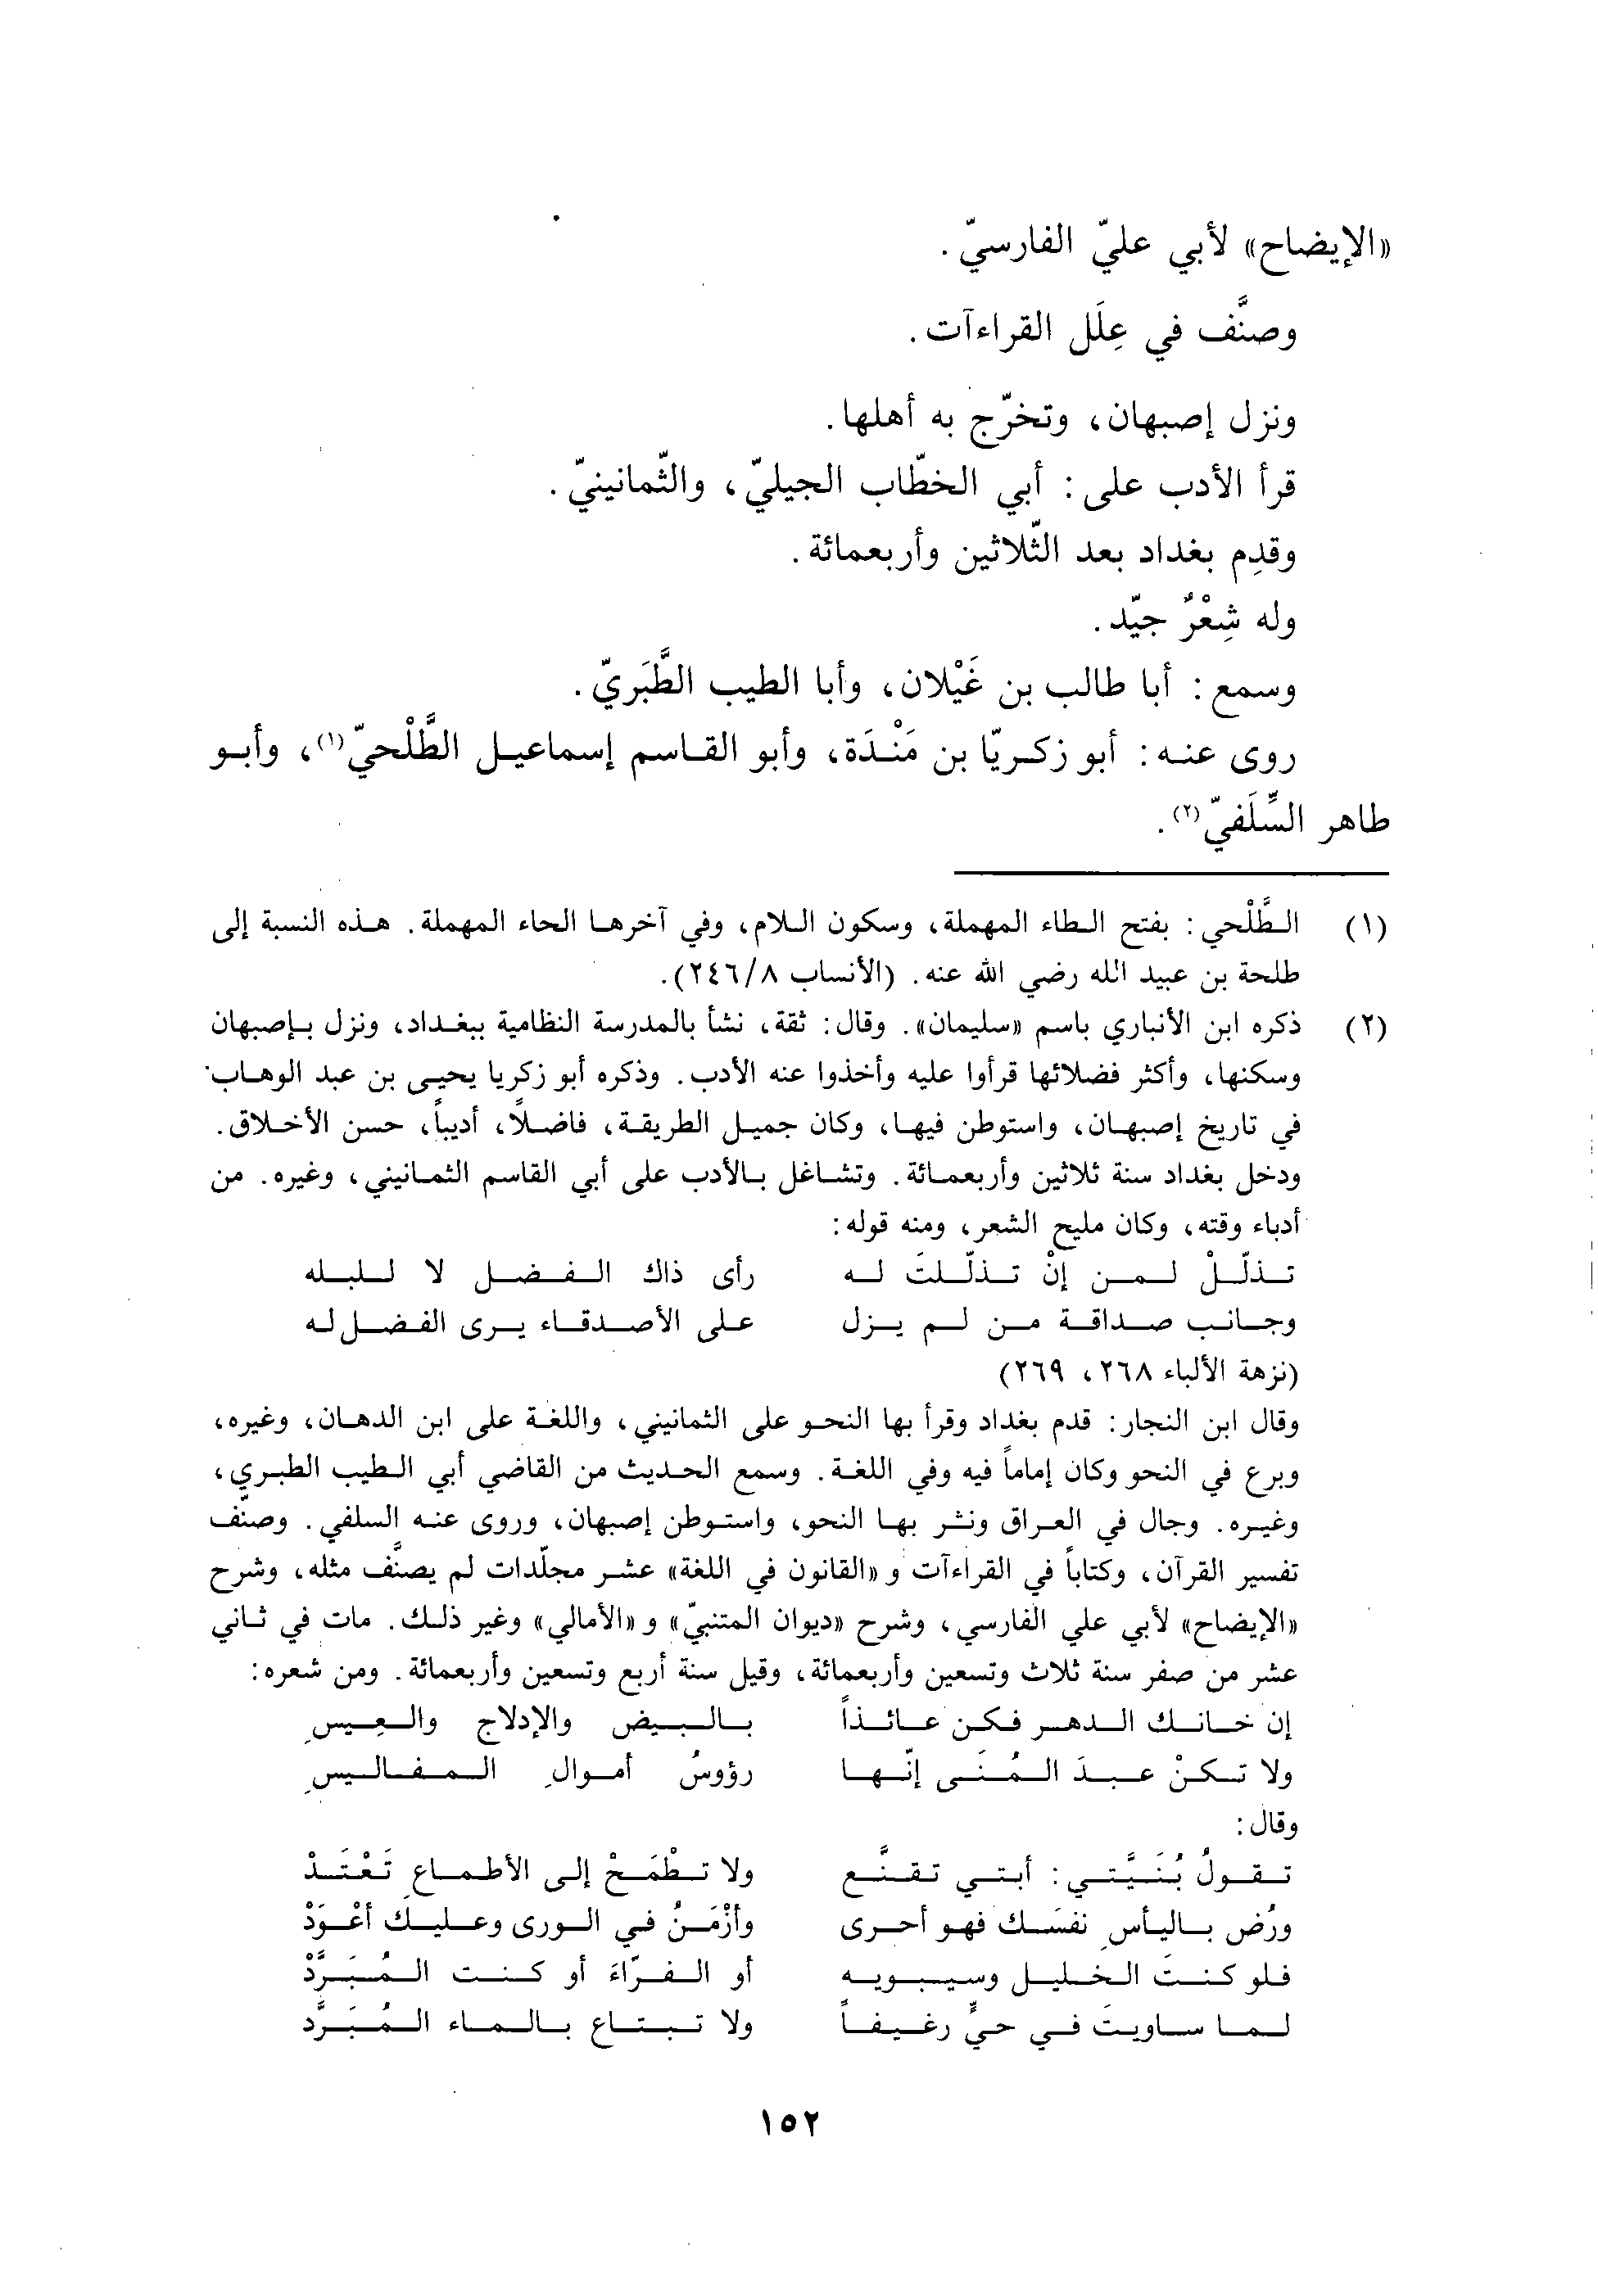 «الإيضاح» لأبي عليّ الفارسيّ.
وصنَّف في عِلَل القراءآت.
ونزل إصبهان، وتخرّج به أهلها.
قرأ الأدب على: أبي الخطّاب الجيليّ، والثّمانينيّ.
وقدِم بغداد بعد الثّلاثين وأربعمائة.
وله شِعْرٌ جيّد.
وسمع: أبا طالب بن غَيْلان، وأبا الطيب الطَّبَريّ.
روى عنه: أبو زكريّا بن مَنْدَة، وأبو القاسم إسماعيل الطَّلْحيّ(١)، وأبو
طاهر السِّلَفيّ(٢).
(١) الطَّلْحي: بفتح الطاء المهملة، وسكون اللام، وفي آخرها الحاء المهملة. هذه النسبة إلى
طلحة بن عبيد الله رضي الله عنه. (الأنساب ٢٤٦/٨).
(٢) ذكره ابن الأنباري باسم «سليمان». وقال: ثقة، نشأ بالمدرسة النظامية ببغداد، ونزل بإصبهان
وسكنها، وأكثر فضلائها قرأوا عليه وأخذوا عنه الأدب. وذكره أبو زكريا يحيى بن عبد الوهاب
في تاريخ إصبهان، واستوطن فيها، وكان جميل الطريقة، فاضلاً، أديباً، حسن الأخلاق.
ودخل بغداد سنة ثلاثين وأربعمائة. وتشاغل بالأدب على أبي القاسم الثمانيني، وغيره. من
أدباء وقته، وكان مليح الشعر، ومنه قوله:
تذلّلْ لمن إنْ تذلّلتَ له رأى ذاك الفضل لا للبله
وجانب صداقة من لم يزل على الأصدقاء يرى الفضل له
(نزهة الألباء ٢٦٨، ٢٦٩)
وقال ابن النجار: قدم بغداد وقرأ بها النحو على الثمانيني، واللغة على ابن الدهان، وغيره،
وبرع في النحو وكان إماماً فيه وفي اللغة. وسمع الحديث من القاضي أبي الطيب الطبري،
وغيره. وجال في العراق ونثر بها النحو، واستوطن إصبهان، وروى عنه السلفي. وصنّف
تفسير القرآن، وكتاباً في القراءآت و «القانون في اللغة» عشر مجلّدات لم يصنَّف مثله، وشرح
«الإيضاح» لأبي علي الفارسي، وشرح «ديوان المتنبيّ» و «الأمالي» وغير ذلك. مات في ثاني
عشر من صفر سنة ثلاث وتسعين وأربعمائة، وقيل سنة أربع وتسعين وأربعمائة. ومن شعره:
إن خانك الدهر فكن عائذاً بالبيض والإدلاج والعِيسِ
ولا تكنْ عبدَ المُنَى إنّها رؤوسُ أموالِ المفاليسِ
وقال:
تقولُ بُنَيَّتي: أبتي تقنَّع ولا تطْمَحْ إلى الأطماعِ تَعْتَدْ
ورُض باليأسِ نفسَك فهو أحرى وأزْمَنُ في الورى وعليك أعْوَدْ
فلو كنتَ الخليل وسيبويه أو الفرّاءَ أو كنت المُبَرَّدْ
لما ساويتَ في حيٍّ رغيفاً ولا تبتاع بالماء المُبَرَّد
١٥٢